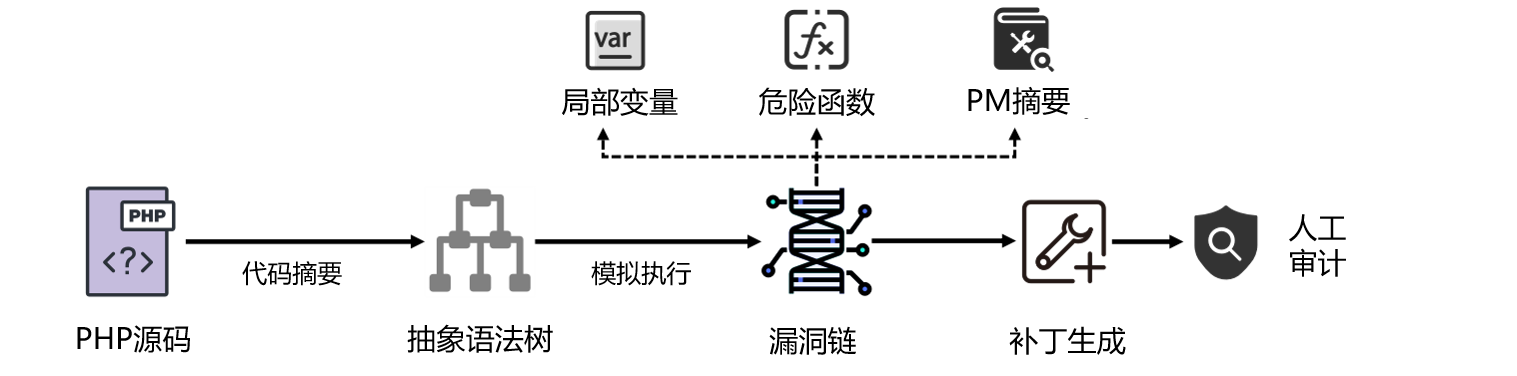 var
fx
局部变量
危险函数
PM摘要
PHP
<?>
代码摘要
模拟执行
人工
审计
PHP源码
抽象语法树
漏洞链
补丁生成